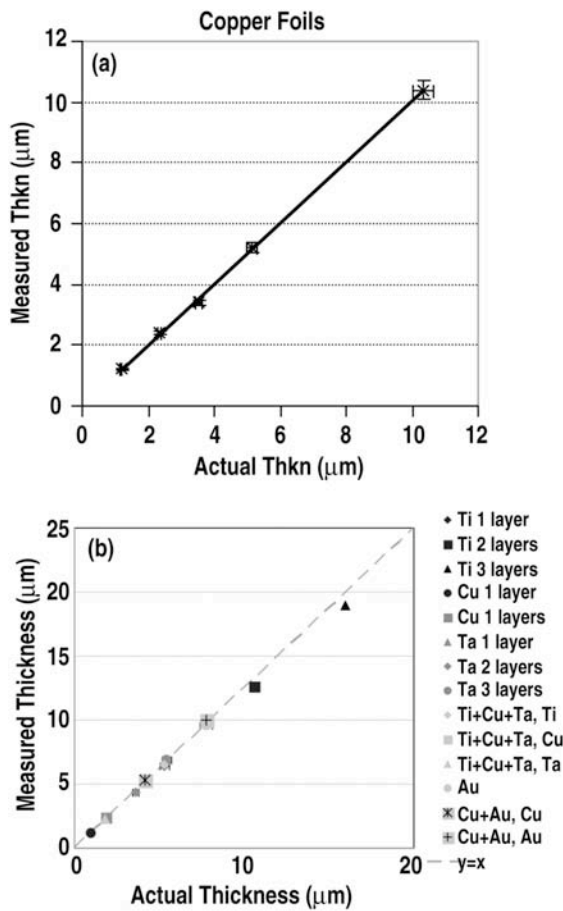 Copper Foils
(a)
12
10
8
6
4
2
0
Measured Thkn (μm)
0 2 4 6 8 10 12
Actual Thkn (μm)
(b)
25
20
15
10
5
0
Measured Thickness (μm)
0 10 20
Actual Thickness (μm)
Ti 1 layer
Ti 2 layers
Ti 3 layers
Cu 1 layer
Cu 1 layers
Ta 1 layer
Ta 2 layers
Ta 3 layers
Ti+Cu+Ta, Ti
Ti+Cu+Ta, Cu
Ti+Cu+Ta, Ta
Au
Cu+Au, Cu
Cu+Au, Au
y=x